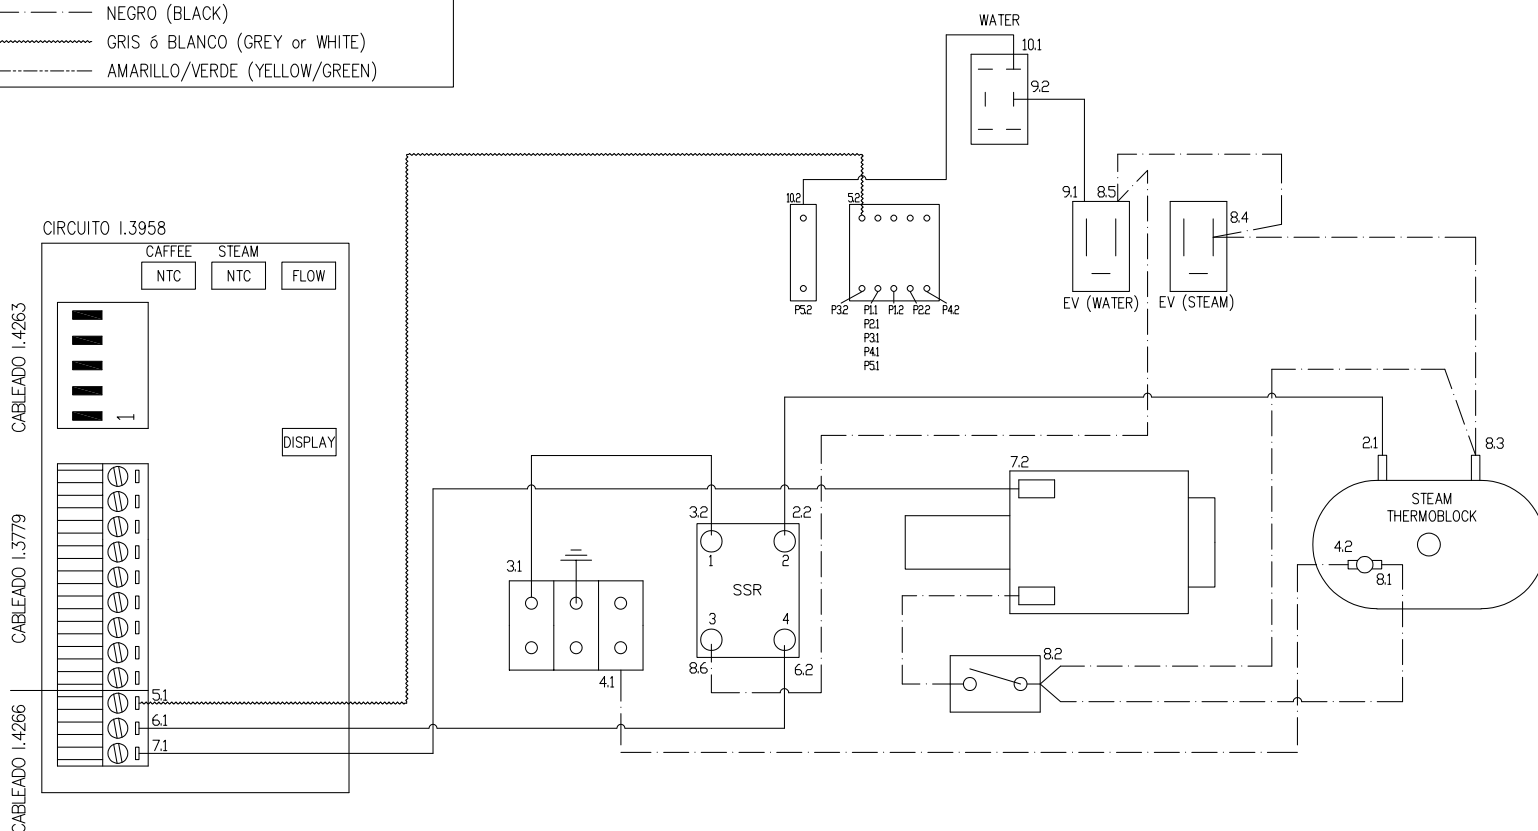 NEGRO (BLACK)
GRIS ó BLANCO (GREY or WHITE)
AMARILLO/VERDE (YELLOW/GREEN)
WATER
10.1
9.2
10.2
5.2
9.1
8.5
8.4
EV (WATER)
EV (STEAM)
P5.2
P3.2
P1.1
P1.2
P2.2
P4.2
P2.1
P3.1
P4.1
P5.1
CIRCUITO 1.3958
CAFFEE
STEAM
NTC
NTC
FLOW
CABLEADO 1.4263
1
DISPLAY
CABLEADO 1.3779
CABLEADO 1.4266
5.1
6.1
7.1
3.1
4.1
3.2
2.2
1
2
SSR
3
4
8.6
6.2
7.2
8.2
2.1
8.3
STEAM
THERMOBLOCK
4.2
8.1